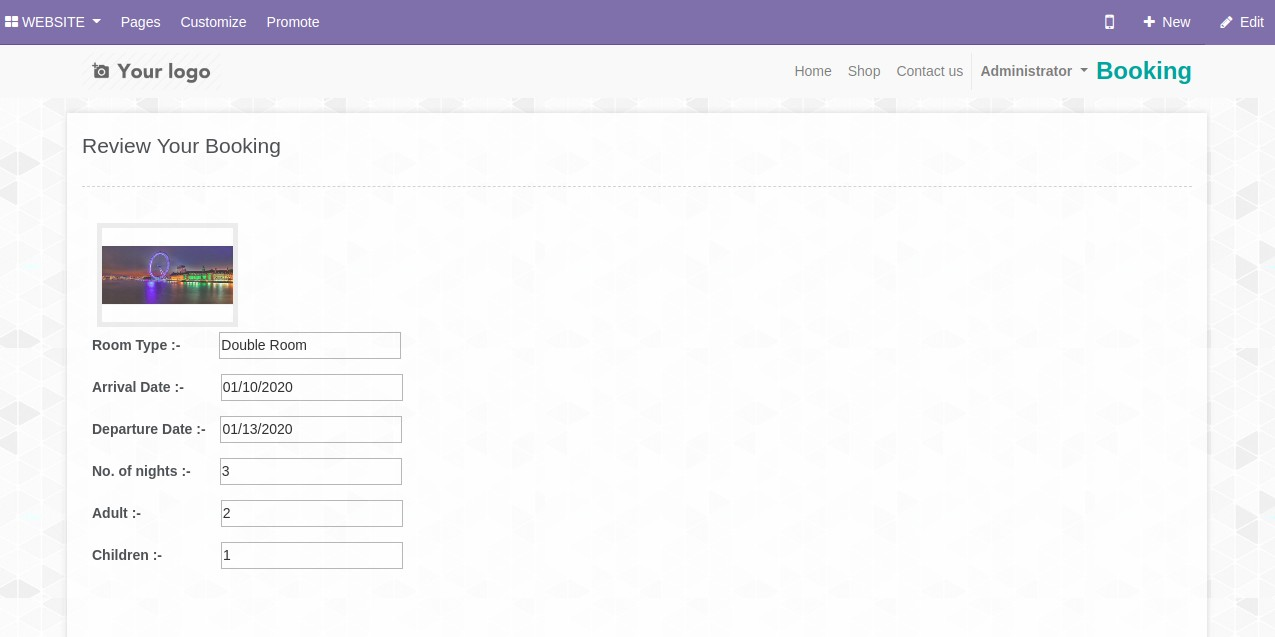 WEBSITE Pages Customize Promote New Edit
Your logo Home Shop Contact us Administrator Booking
Review Your Booking
Room Type :- Double Room
Arrival Date :- 01/10/2020
Departure Date :- 01/13/2020
No. of nights :- 3
Adult :- 2
Children :- 1